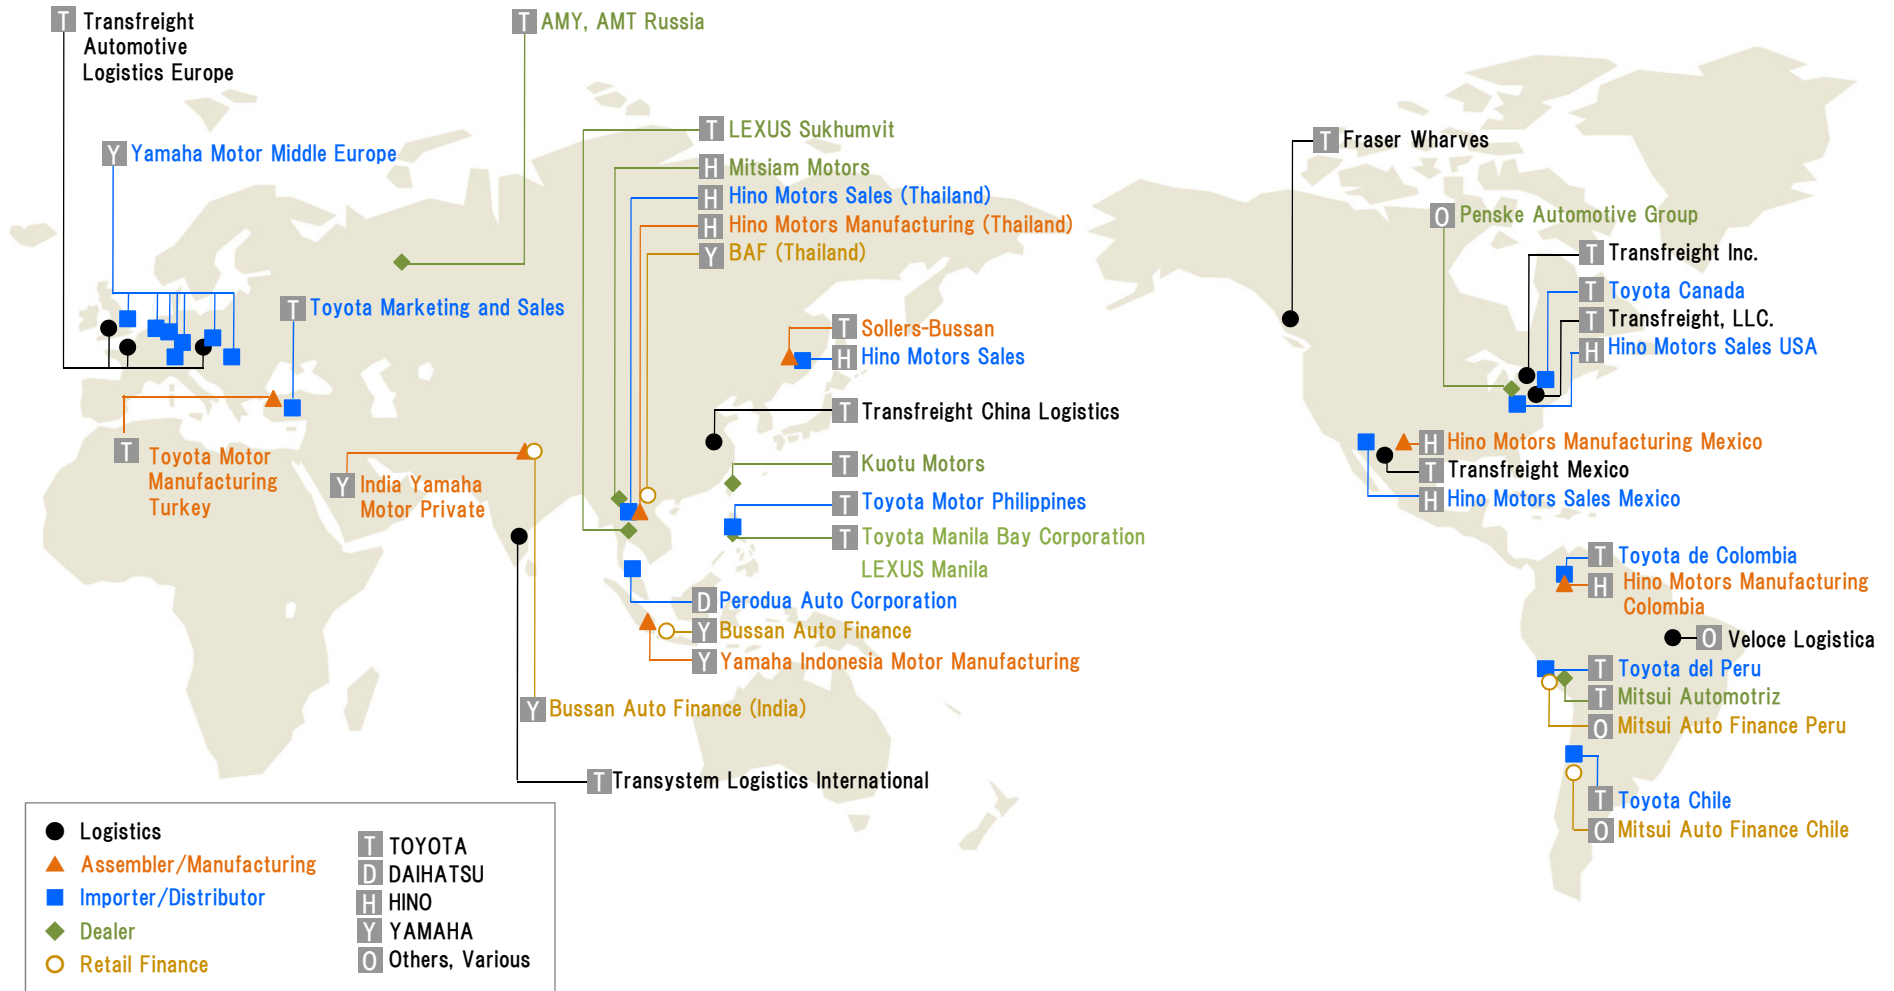 T Transfreight
Automotive
Logistics Europe
T AMY, AMT Russia
Y Yamaha Motor Middle Europe
T LEXUS Sukhumvit
H Mitsiam Motors
H Hino Motors Sales (Thailand)
H Hino Motors Manufacturing (Thailand)
Y BAF (Thailand)
T Toyota Marketing and Sales
T Sollers-Bussan
H Hino Motors Sales
T Transfreight China Logistics
T Toyota Motor
Manufacturing
Turkey
Y India Yamaha
Motor Private
T Kuotu Motors
T Toyota Motor Philippines
T Toyota Manila Bay Corporation
LEXUS Manila
D Perodua Auto Corporation
Y Bussan Auto Finance
Y Yamaha Indonesia Motor Manufacturing
Y Bussan Auto Finance (India)
T Transystem Logistics International
T Fraser Wharves
O Penske Automotive Group
T Transfreight Inc.
T Toyota Canada
T Transfreight, LLC.
H Hino Motors Sales USA
H Hino Motors Manufacturing Mexico
T Transfreight Mexico
H Hino Motors Sales Mexico
T Toyota de Colombia
H Hino Motors Manufacturing
Colombia
O Veloce Logistica
T Toyota del Peru
T Mitsui Automotriz
O Mitsui Auto Finance Peru
T Toyota Chile
O Mitsui Auto Finance Chile
Logistics
Assembler/Manufacturing
Importer/Distributor
Dealer
Retail Finance
T TOYOTA
D DAIHATSU
H HINO
Y YAMAHA
O Others, Various